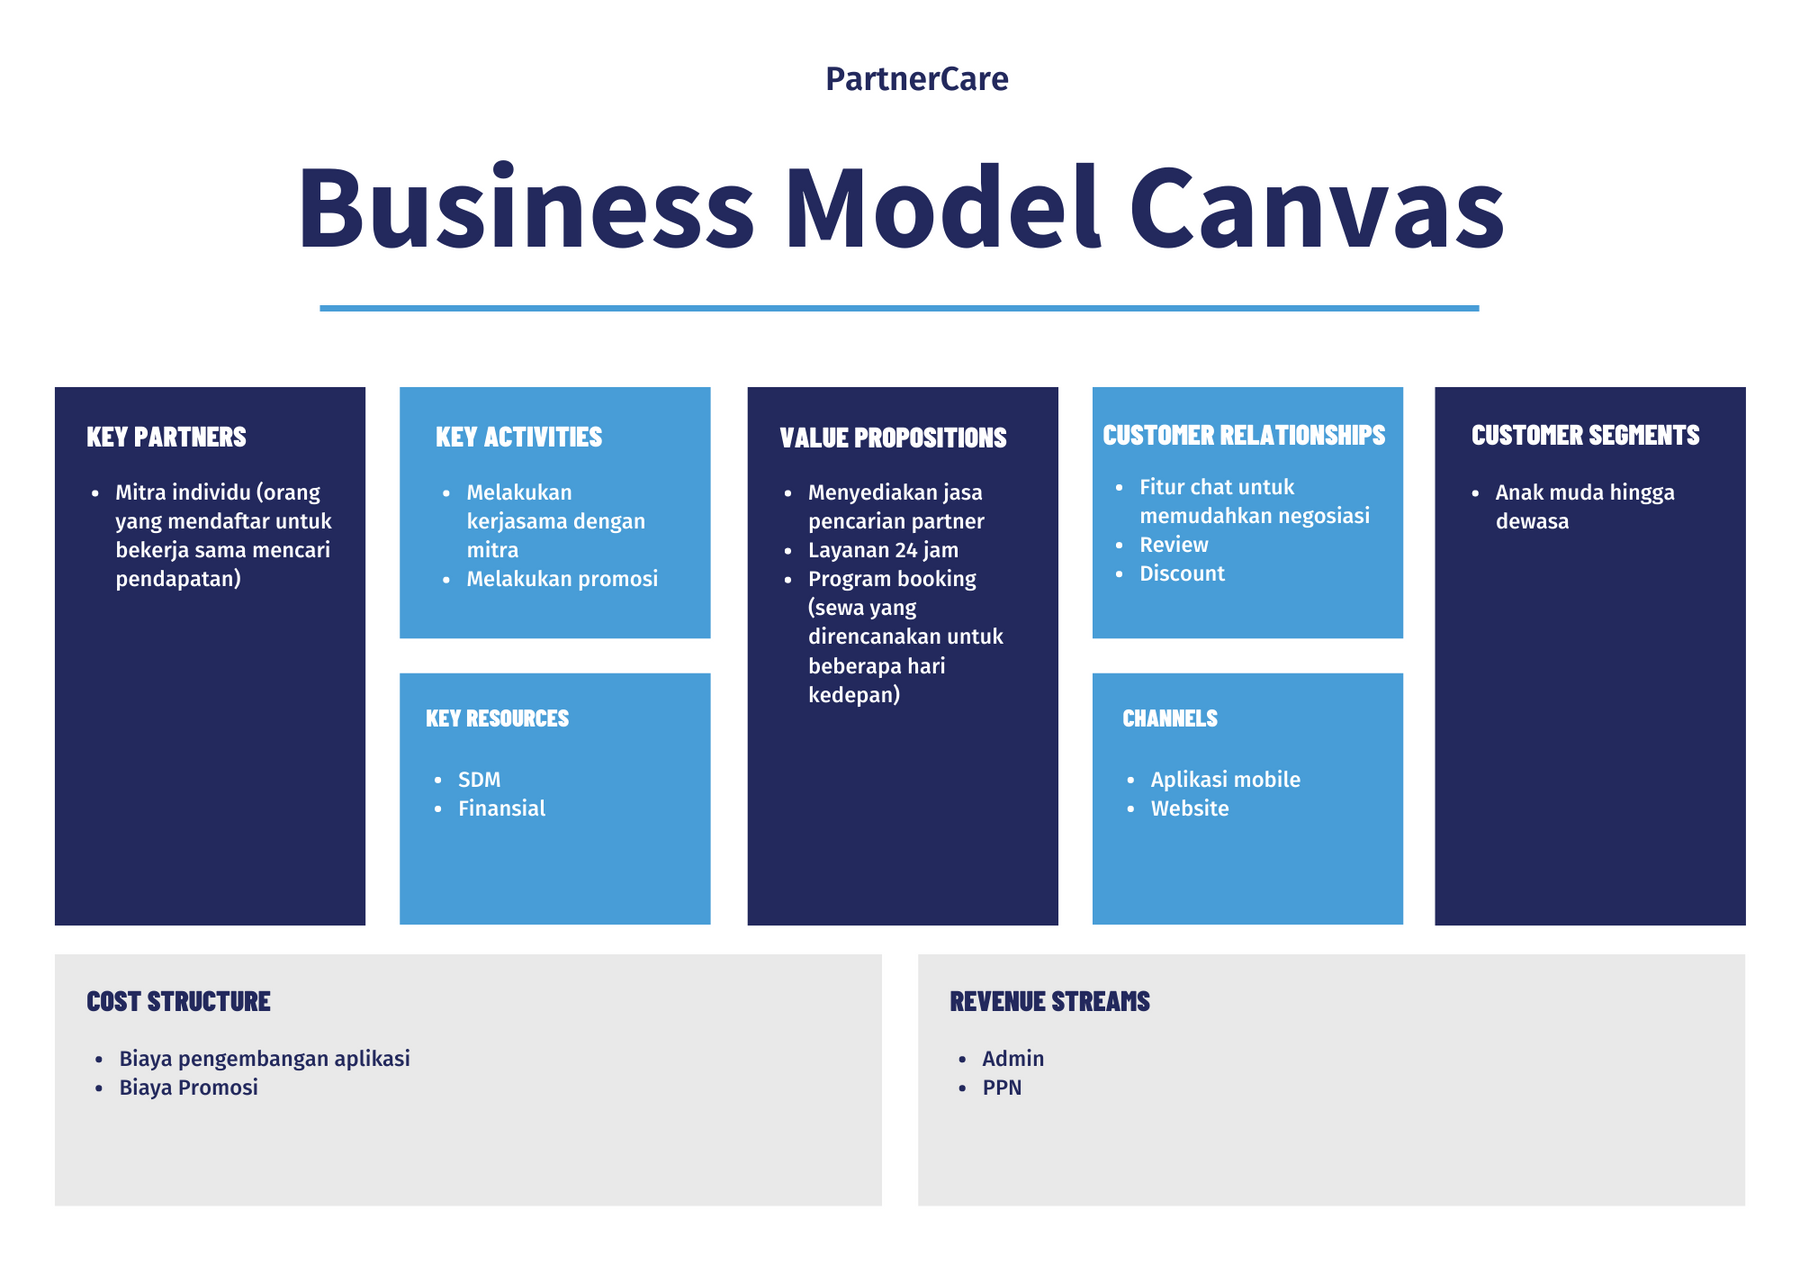 PartnerCare
Business Model Canvas
KEY PARTNERS
• Mitra individu (orang
yang mendaftar untuk
bekerja sama mencari
pendapatan)
KEY ACTIVITIES
• Melakukan
kerjasama dengan
mitra
• Melakukan promosi
KEY RESOURCES
• SDM
• Finansial
VALUE PROPOSITIONS
• Menyediakan jasa
pencarian partner
• Layanan 24 jam
• Program booking
(sewa yang
direncanakan untuk
beberapa hari
kedepan)
CUSTOMER RELATIONSHIPS
• Fitur chat untuk
memudahkan negosiasi
• Review
• Discount
CHANNELS
• Aplikasi mobile
• Website
CUSTOMER SEGMENTS
• Anak muda hingga
dewasa
COST STRUCTURE
• Biaya pengembangan aplikasi
• Biaya Promosi
REVENUE STREAMS
• Admin
• PPN